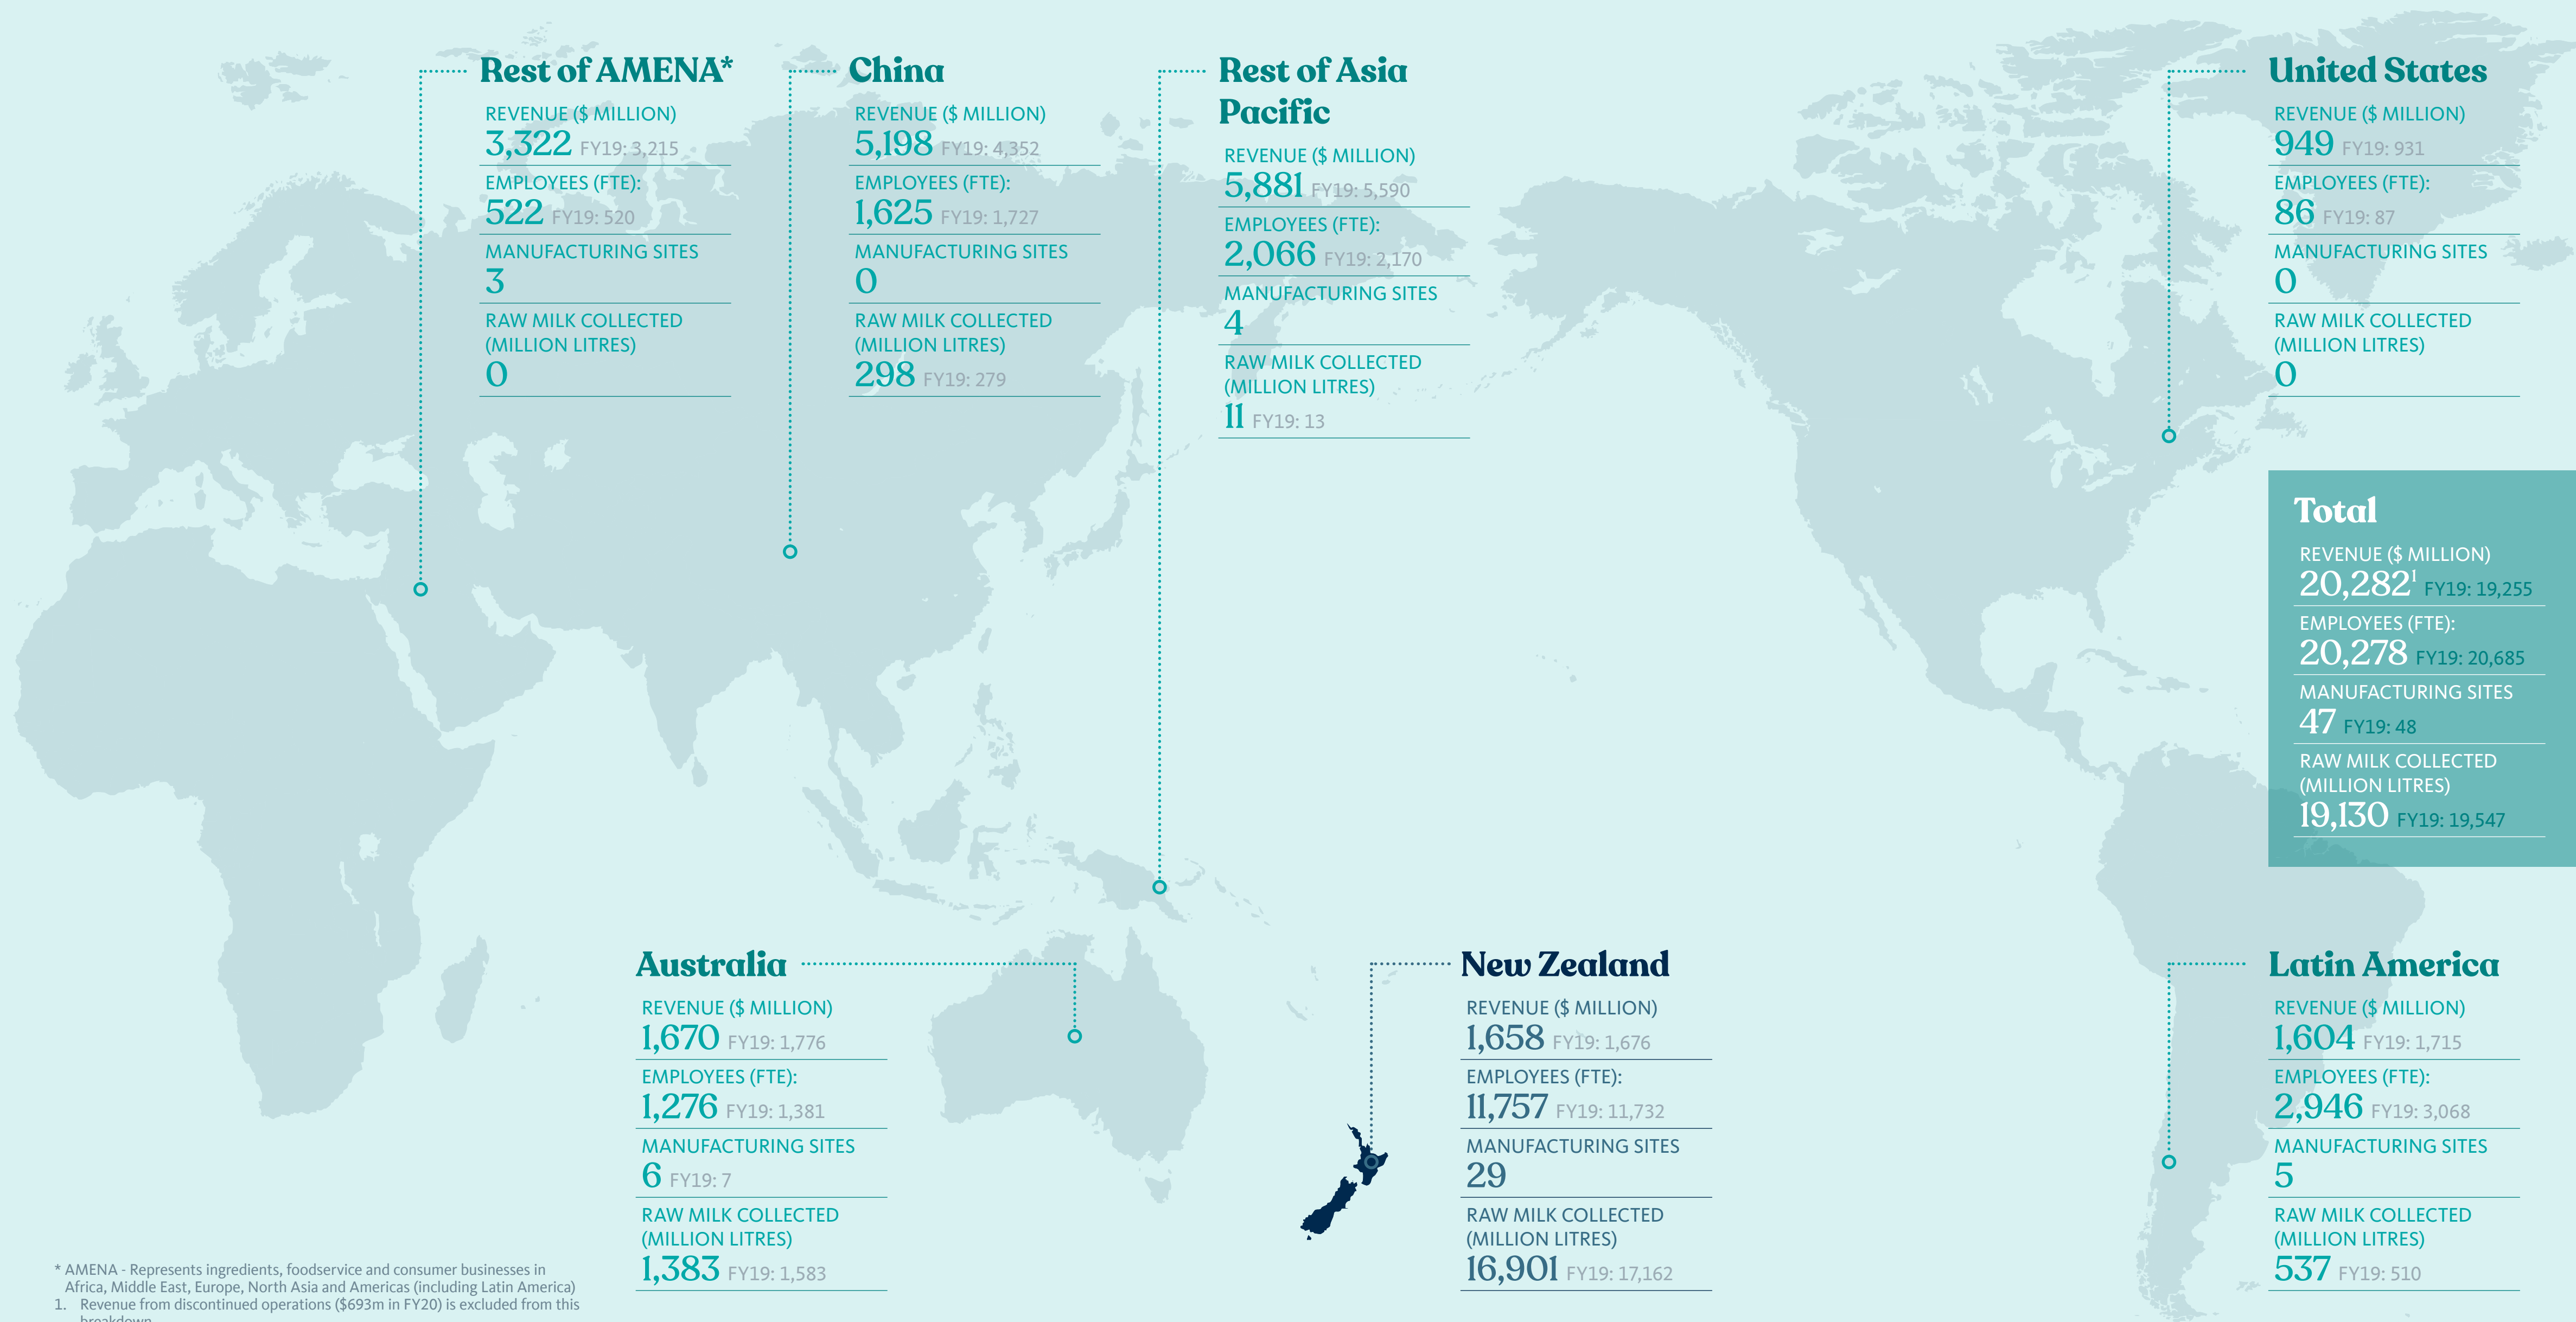 Rest of AMENA*
REVENUE ($ MILLION)
3,322 FY19: 3,215
EMPLOYEES (FTE):
522 FY19: 520
MANUFACTURING SITES
3
RAW MILK COLLECTED
(MILLION LITRES)
0
China
REVENUE ($ MILLION)
5,198 FY19: 4,352
EMPLOYEES (FTE):
1,625 FY19: 1,727
MANUFACTURING SITES
0
RAW MILK COLLECTED
(MILLION LITRES)
298 FY19: 279
Rest of Asia
Pacific
REVENUE ($ MILLION)
5,881 FY19: 5,590
EMPLOYEES (FTE):
2,066 FY19: 2,170
MANUFACTURING SITES
4
RAW MILK COLLECTED
(MILLION LITRES)
11 FY19: 13
United States
REVENUE ($ MILLION)
949 FY19: 931
EMPLOYEES (FTE):
86 FY19: 87
MANUFACTURING SITES
0
RAW MILK COLLECTED
(MILLION LITRES)
0
Total
REVENUE ($ MILLION)
20,282¹ FY19: 19,255
EMPLOYEES (FTE):
20,278 FY19: 20,685
MANUFACTURING SITES
47 FY19: 48
RAW MILK COLLECTED
(MILLION LITRES)
19,130 FY19: 19,547
Australia
REVENUE ($ MILLION)
1,670 FY19: 1,776
EMPLOYEES (FTE):
1,276 FY19: 1,381
MANUFACTURING SITES
6 FY19: 7
RAW MILK COLLECTED
(MILLION LITRES)
1,383 FY19: 1,583
New Zealand
REVENUE ($ MILLION)
1,658 FY19: 1,676
EMPLOYEES (FTE):
11,757 FY19: 11,732
MANUFACTURING SITES
29
RAW MILK COLLECTED
(MILLION LITRES)
16,901 FY19: 17,162
Latin America
REVENUE ($ MILLION)
1,604 FY19: 1,715
EMPLOYEES (FTE):
2,946 FY19: 3,068
MANUFACTURING SITES
5
RAW MILK COLLECTED
(MILLION LITRES)
537 FY19: 510
* AMENA - Represents ingredients, foodservice and consumer businesses in
Africa, Middle East, Europe, North Asia and Americas (including Latin America)
1. Revenue from discontinued operations ($693m in FY20) is excluded from this
breakdown